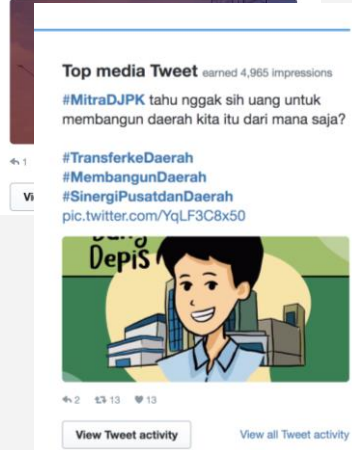 Top media Tweet earned 4,965 impressions
#MitraDJPK tahu nggak sih uang untuk
membangun daerah kita itu dari mana saja?
#TransferkeDaerah
#MembangunDaerah
#SinergiPusatdanDaerah
pic.twitter.com/YqLF3C8x50
Depis
2 13 13
View Tweet activity
View all Tweet activity
1
Vi